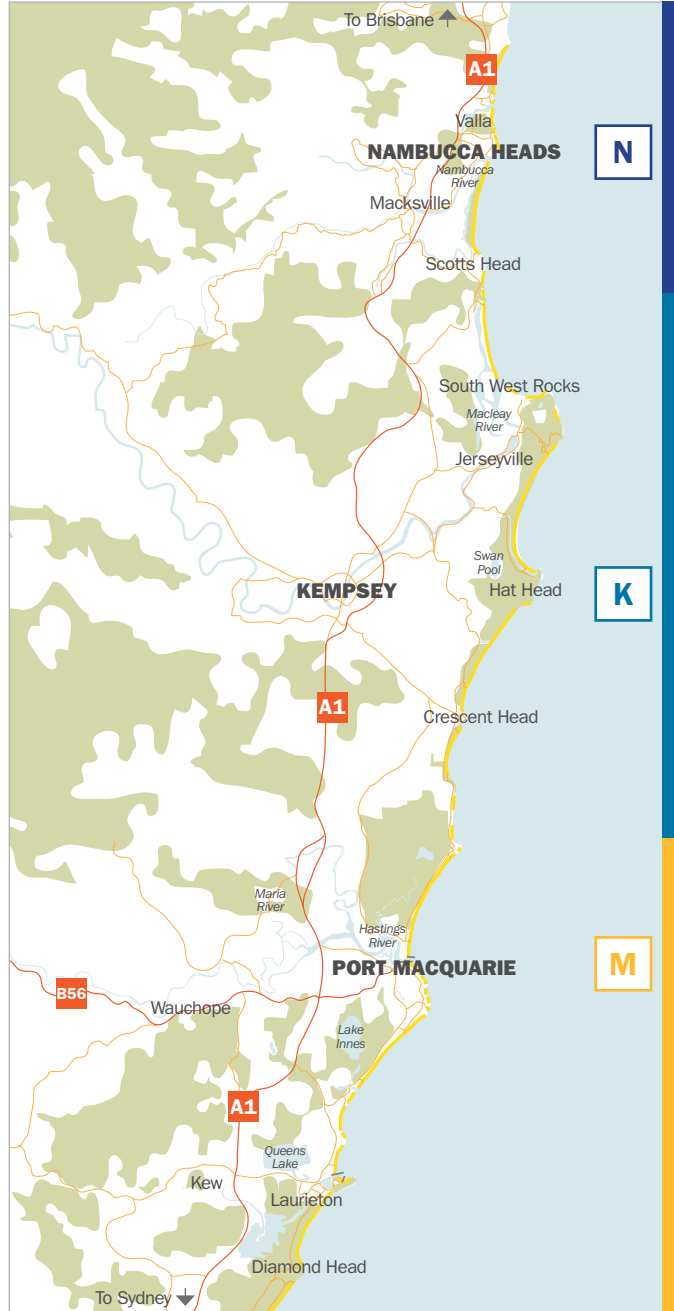 To Brisbane
A1
Valla
NAMBUCCA HEADS
N
Nambucca
River
Macksville
Scotts Head
South West Rocks
Macleay
River
Jerseyville
Swan
Pool
KEMPSEY
Hat Head
K
A1
Crescent Head
Maria
River
Hastings
River
PORT MACQUARIE
M
B56
Wauchope
Lake
Innes
A1
Queens
Lake
Kew
Laurieton
Diamond Head
To Sydney